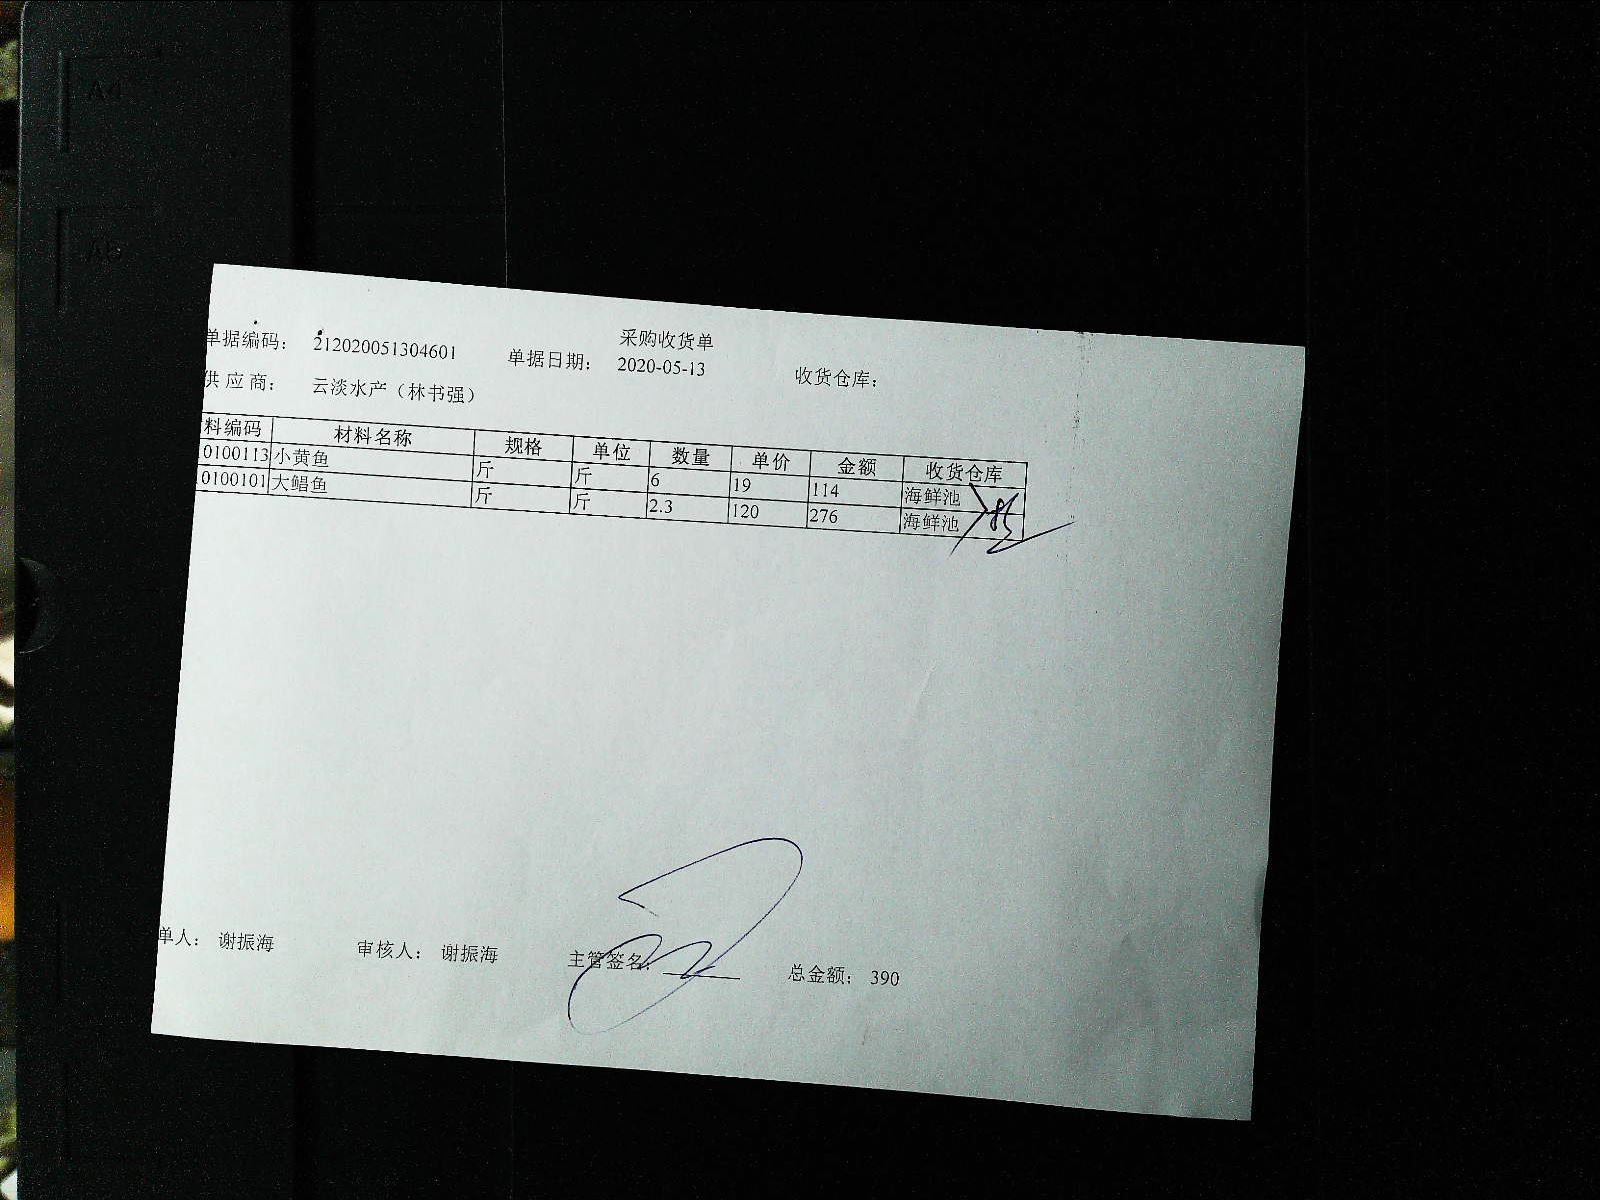 采购收货单
单据编码： 212020051304601 单据日期： 2020-05-13 收货仓库：
供 应 商： 云淡水产（林书强）
料编码 材料名称 规格 单位 数量 单价 金额 收货仓库
0100113 小黄鱼 斤 斤 6 19 114 海鲜池
0100101 大鲳鱼 斤 斤 2.3 120 276 海鲜池
单人： 谢振海 审核人： 谢振海 主管签名： 总金额： 390
A4
A5